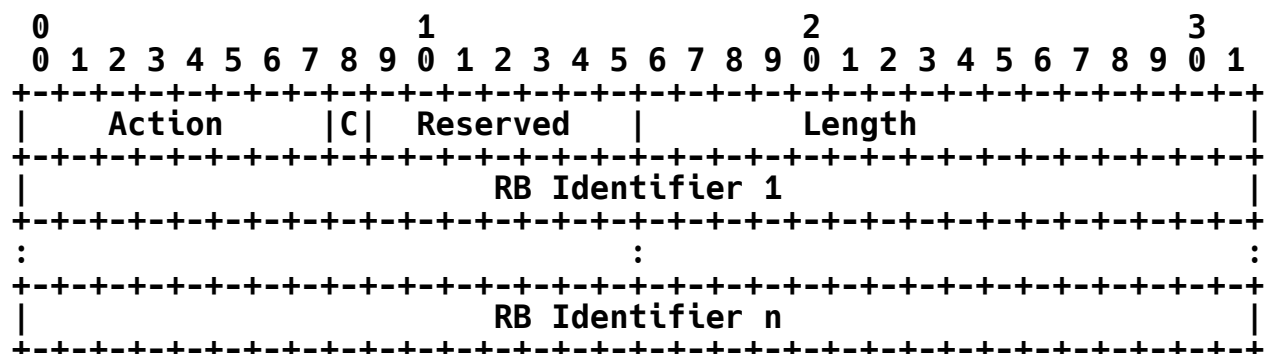 0                   1                   2                   3
 0 1 2 3 4 5 6 7 8 9 0 1 2 3 4 5 6 7 8 9 0 1 2 3 4 5 6 7 8 9 0 1
+-+-+-+-+-+-+-+-+-+-+-+-+-+-+-+-+-+-+-+-+-+-+-+-+-+-+-+-+-+-+-+-+
|    Action     |C|  Reserved   |        Length                 |
+-+-+-+-+-+-+-+-+-+-+-+-+-+-+-+-+-+-+-+-+-+-+-+-+-+-+-+-+-+-+-+-+
|                        RB Identifier 1                        |
+-+-+-+-+-+-+-+-+-+-+-+-+-+-+-+-+-+-+-+-+-+-+-+-+-+-+-+-+-+-+-+-+
:                               :                               :
+-+-+-+-+-+-+-+-+-+-+-+-+-+-+-+-+-+-+-+-+-+-+-+-+-+-+-+-+-+-+-+-+
|                        RB Identifier n                        |
+-+-+-+-+-+-+-+-+-+-+-+-+-+-+-+-+-+-+-+-+-+-+-+-+-+-+-+-+-+-+-+-+